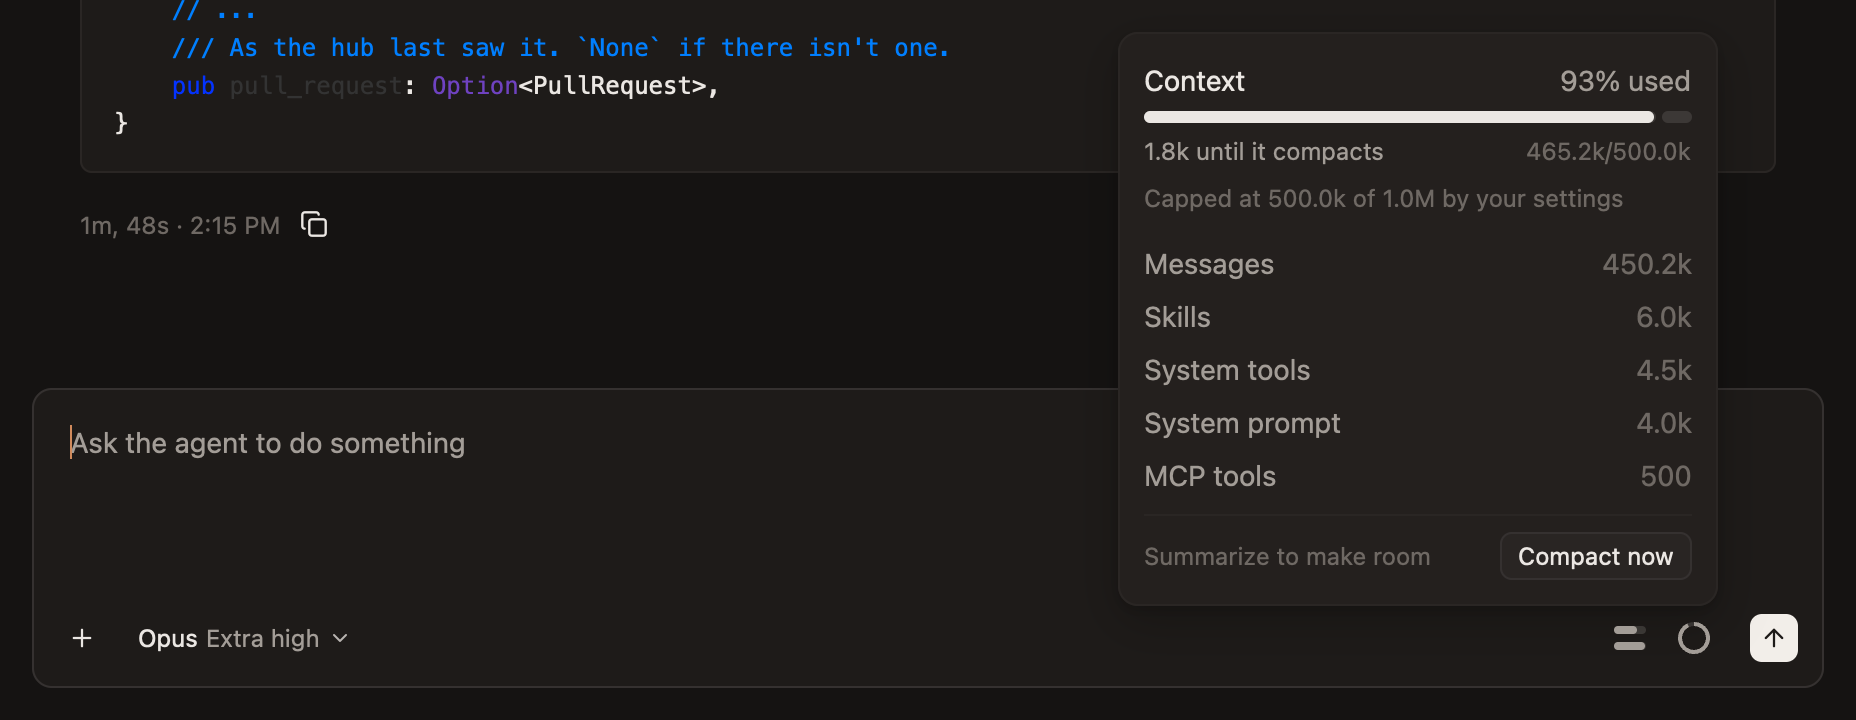 // ...
/// As the hub last saw it. `None` if there isn't one.
pub pull_request: Option<PullRequest>,
}
1m, 48s · 2:15 PM
Context 93% used
1.8k until it compacts 465.2k/500.0k
Capped at 500.0k of 1.0M by your settings
Messages 450.2k
Skills 6.0k
System tools 4.5k
System prompt 4.0k
MCP tools 500
Summarize to make room Compact now
Ask the agent to do something
Opus Extra high